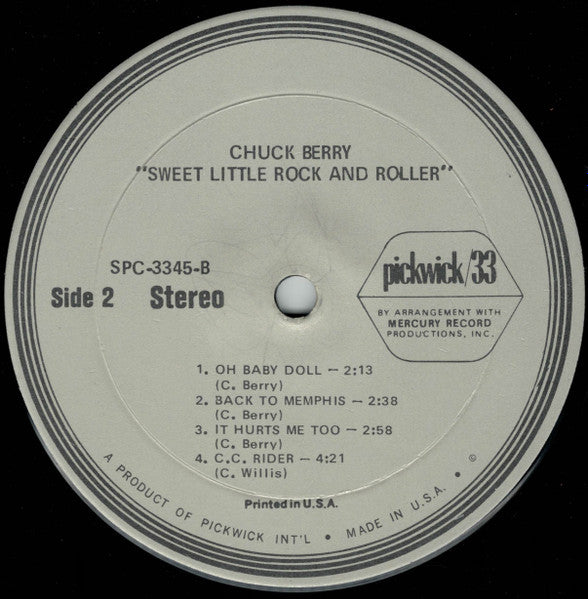 CHUCK BERRY
"SWEET LITTLE ROCK AND ROLLER"
SPC-3345-B
Side 2 Stereo
pickwick/33
BY ARRANGEMENT WITH
MERCURY RECORD
PRODUCTIONS, INC.
1. OH BABY DOLL — 2:13
(C. Berry)
2. BACK TO MEMPHIS — 2:38
(C. Berry)
3. IT HURTS ME TOO — 2:58
(C. Berry)
4. C.C. RIDER — 4:21
(C. Willis)
Printed in U.S.A.
A PRODUCT OF PICKWICK INT'L • MADE IN U.S.A. • ©